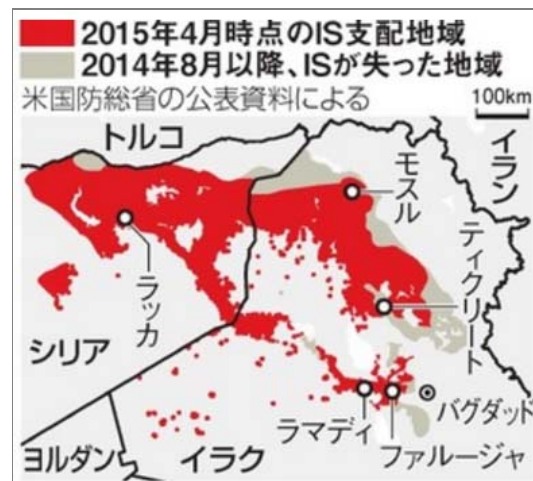 2015年4月時点のIS支配地域
2014年8月以降、ISが失った地域
米国防総省の公表資料による
100km
トルコ
イラン
モスル
ティクリート
ラッカ
シリア
バグダッド
ラマディ
ファルージャ
ヨルダン
イラク